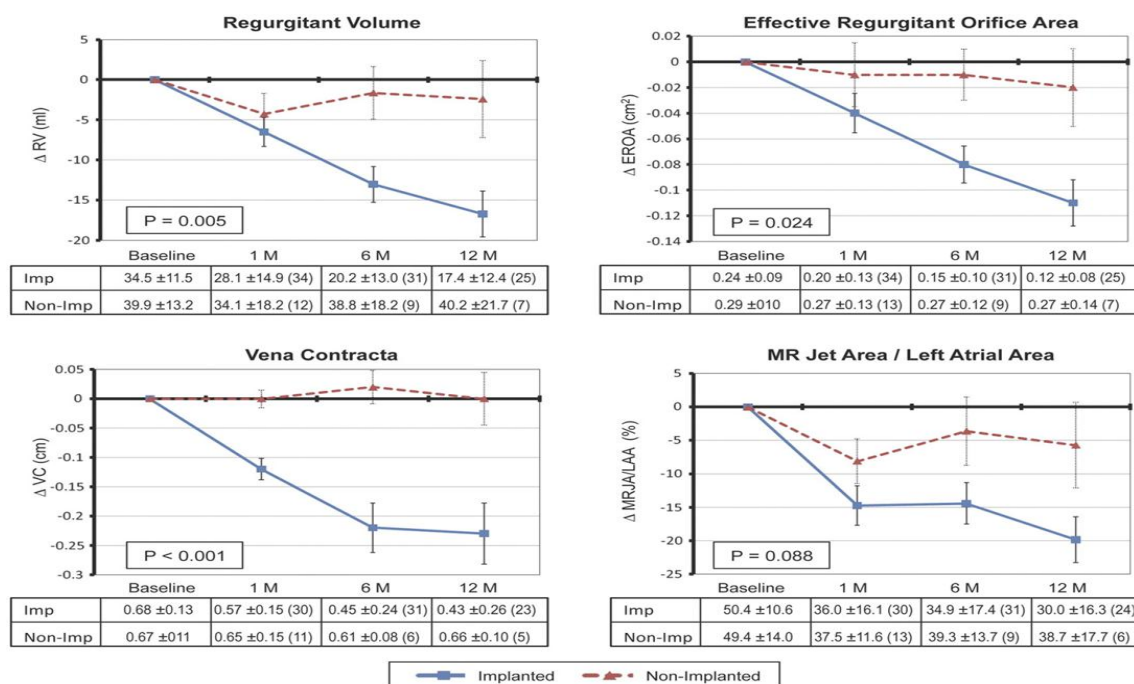 Regurgitant Volume
5
0
-5
-10
-15
-20
Δ RV (ml)
P = 0.005
Baseline 1 M 6 M 12 M
Imp 34.5 ±11.5 28.1 ±14.9 (34) 20.2 ±13.0 (31) 17.4 ±12.4 (25)
Non-Imp 39.9 ±13.2 34.1 ±18.2 (12) 38.8 ±18.2 (9) 40.2 ±21.7 (7)
Effective Regurgitant Orifice Area
0.02
0
-0.02
-0.04
-0.06
-0.08
-0.1
-0.12
-0.14
Δ EROA (cm²)
P = 0.024
Baseline 1 M 6 M 12 M
Imp 0.24 ±0.09 0.20 ±0.13 (34) 0.15 ±0.10 (31) 0.12 ±0.08 (25)
Non-Imp 0.29 ±010 0.27 ±0.13 (13) 0.27 ±0.12 (9) 0.27 ±0.14 (7)
Vena Contracta
0.05
0
-0.05
-0.1
-0.15
-0.2
-0.25
-0.3
Δ VC (cm)
P < 0.001
Baseline 1 M 6 M 12 M
Imp 0.68 ±0.13 0.57 ±0.15 (30) 0.45 ±0.24 (31) 0.43 ±0.26 (23)
Non-Imp 0.67 ±011 0.65 ±0.15 (11) 0.61 ±0.08 (6) 0.66 ±0.10 (5)
MR Jet Area / Left Atrial Area
5
0
-5
-10
-15
-20
-25
Δ MRJA/LAA (%)
P = 0.088
Baseline 1 M 6 M 12 M
Imp 50.4 ±10.6 36.0 ±16.1 (30) 34.9 ±17.4 (31) 30.0 ±16.3 (24)
Non-Imp 49.4 ±14.0 37.5 ±11.6 (13) 39.3 ±13.7 (9) 38.7 ±17.7 (6)
Implanted Non-Implanted